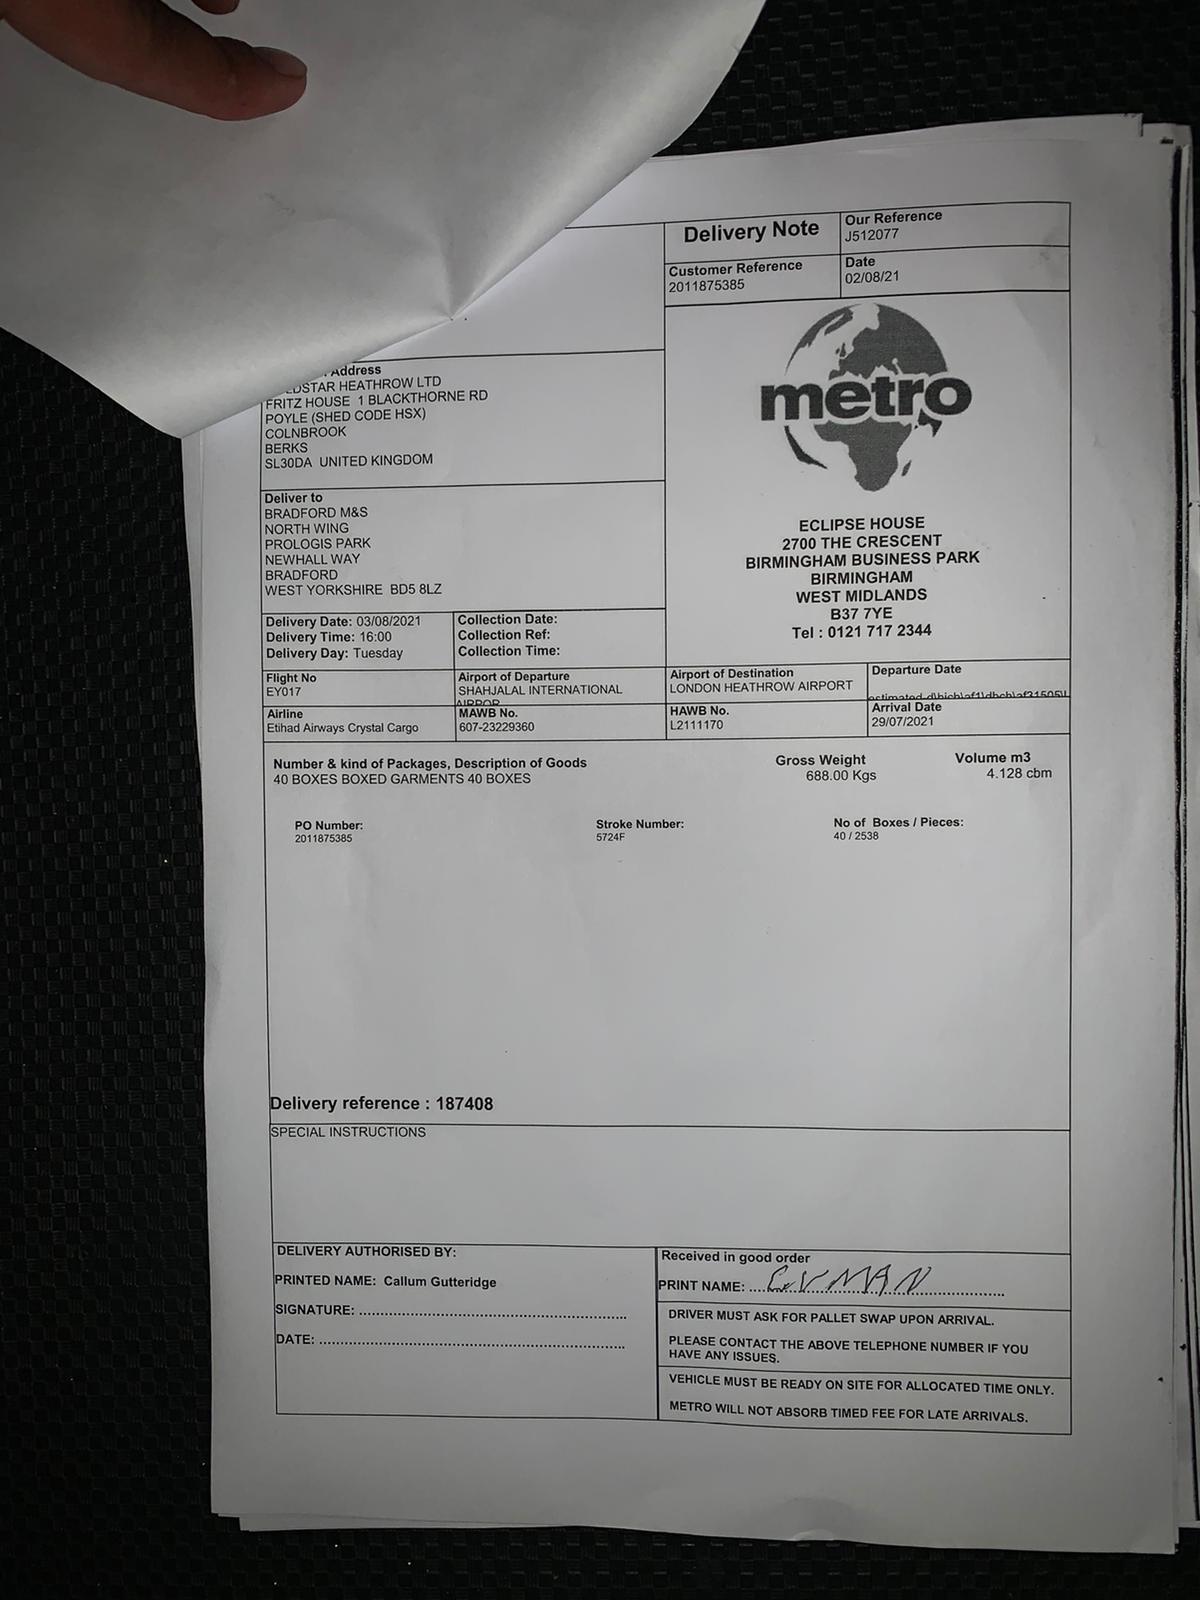 Delivery Note
Our Reference
J512077
Customer Reference
2011875385
Date
02/08/21
metro
ECLIPSE HOUSE
2700 THE CRESCENT
BIRMINGHAM BUSINESS PARK
BIRMINGHAM
WEST MIDLANDS
B37 7YE
Tel : 0121 717 2344
Address
HEATHROW LTD
FRITZ HOUSE 1 BLACKTHORNE RD
POYLE (SHED CODE HSX)
COLNBROOK
BERKS
SL30DA UNITED KINGDOM
Deliver to
BRADFORD M&S
NORTH WING
PROLOGIS PARK
NEWHALL WAY
BRADFORD
WEST YORKSHIRE BD5 8LZ
Delivery Date: 03/08/2021
Delivery Time: 16:00
Delivery Day: Tuesday
Collection Date:
Collection Ref:
Collection Time:
Flight No
EY017
Airport of Departure
SHAHJALAL INTERNATIONAL
Airport of Destination
LONDON HEATHROW AIRPORT
Departure Date
Airline
Etihad Airways Crystal Cargo
MAWB No.
607-23229360
HAWB No.
L2111170
Arrival Date
29/07/2021
Number & kind of Packages, Description of Goods
40 BOXES BOXED GARMENTS 40 BOXES
Gross Weight
688.00 Kgs
Volume m3
4.128 cbm
PO Number:
2011875385
Stroke Number:
5724F
No of Boxes / Pieces:
40 / 2538
Delivery reference : 187408
SPECIAL INSTRUCTIONS
DELIVERY AUTHORISED BY:
PRINTED NAME: Callum Gutteridge
SIGNATURE:
DATE:
Received in good order
PRINT NAME:
DRIVER MUST ASK FOR PALLET SWAP UPON ARRIVAL.
PLEASE CONTACT THE ABOVE TELEPHONE NUMBER IF YOU
HAVE ANY ISSUES.
VEHICLE MUST BE READY ON SITE FOR ALLOCATED TIME ONLY.
METRO WILL NOT ABSORB TIMED FEE FOR LATE ARRIVALS.